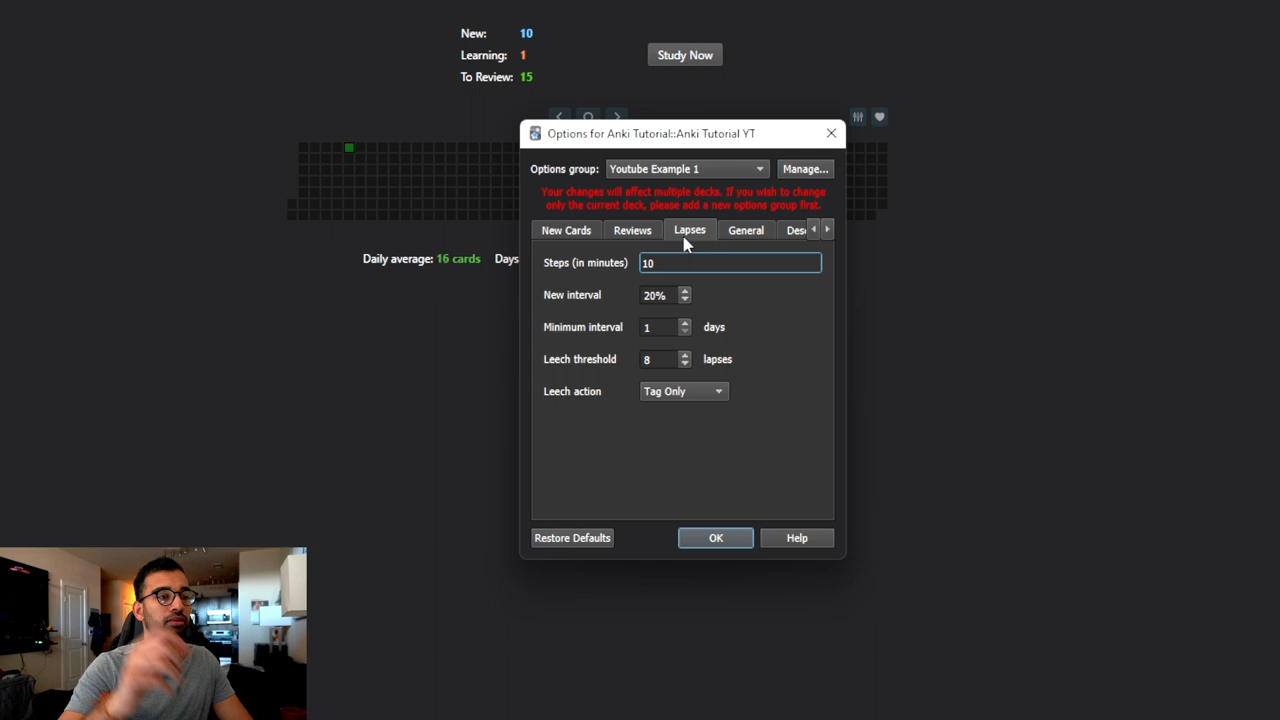 New: 10
Learning: 1
To Review: 15
Study Now
Options for Anki Tutorial::Anki Tutorial YT
Options group: Youtube Example 1 Manage...
Your changes will affect multiple decks. If you wish to change
only the current deck, please add a new options group first.
New Cards Reviews Lapses General Des
Daily average: 16 cards Days
Steps (in minutes) 10
New interval 20%
Minimum interval 1 days
Leech threshold 8 lapses
Leech action Tag Only
Restore Defaults OK Help